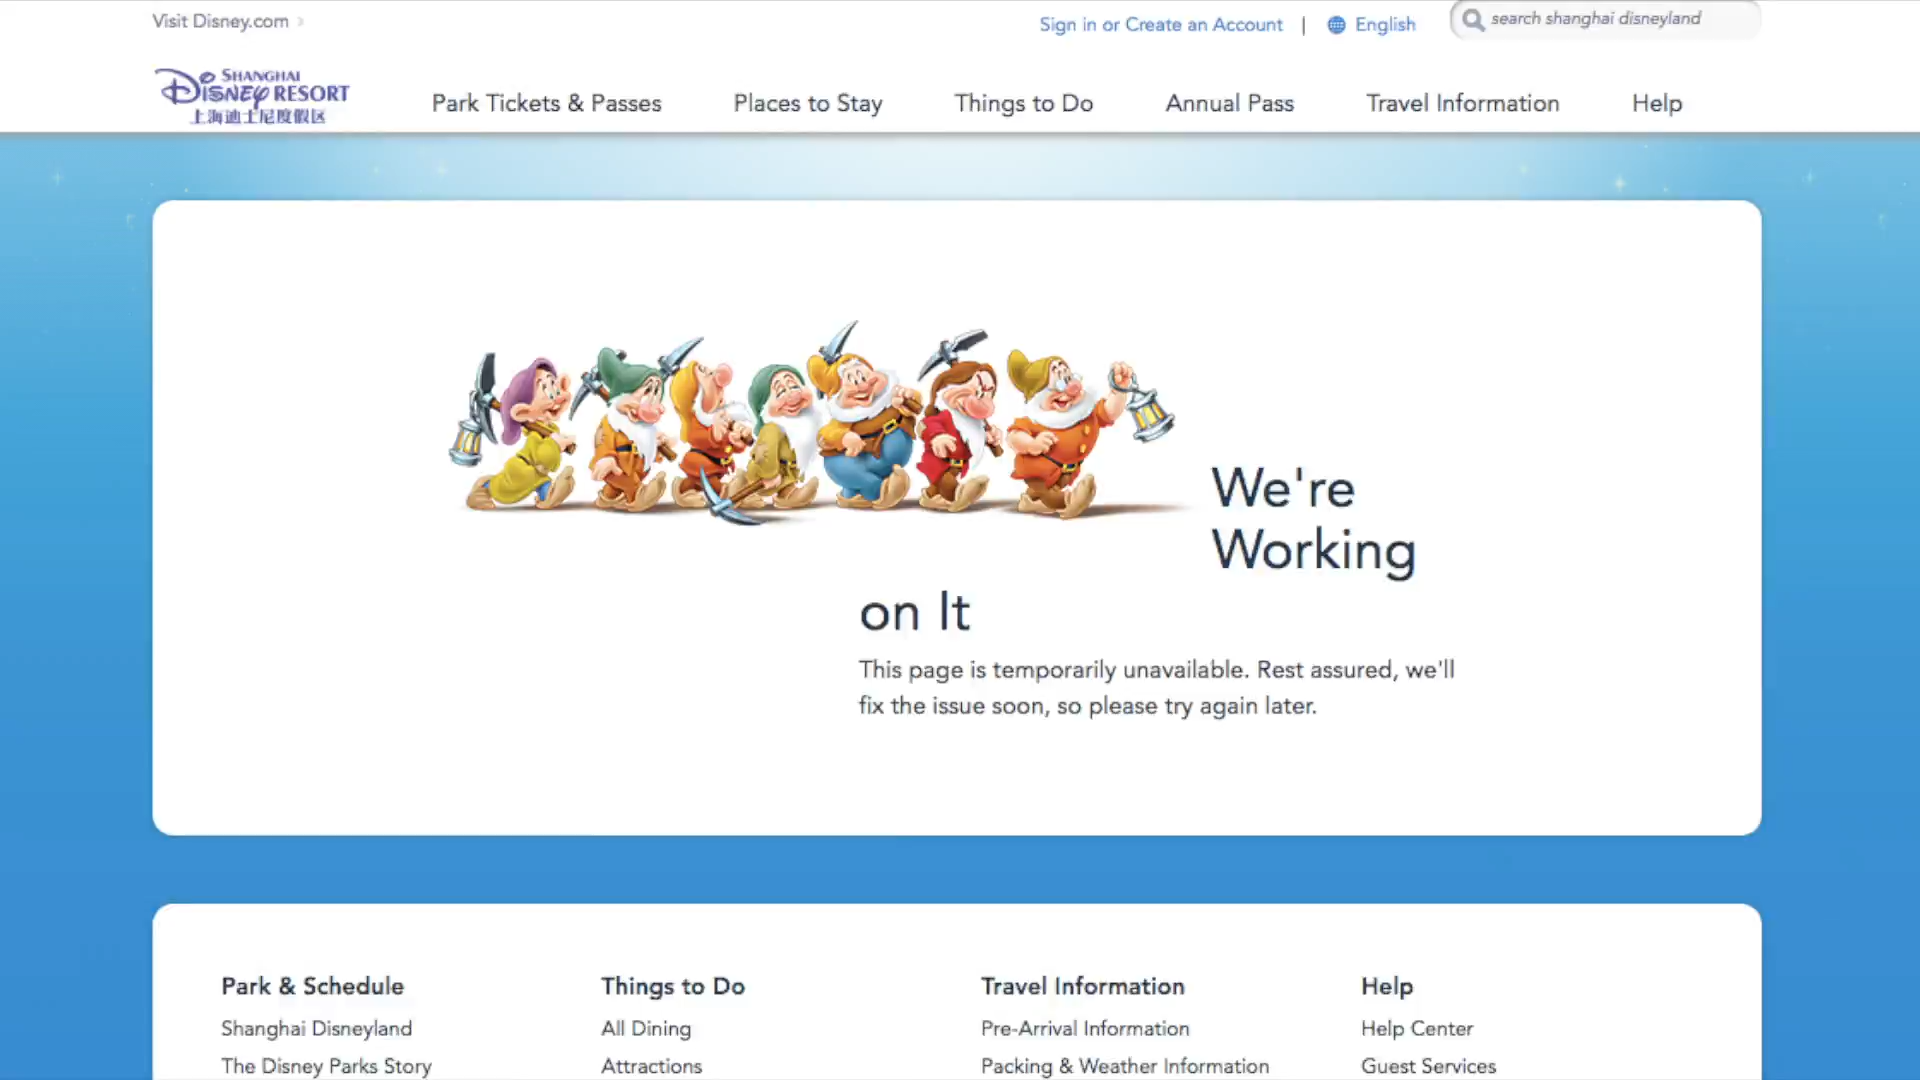 Visit Disney.com
Sign in or Create an Account | English
search shanghai disneyland
SHANGHAI
DISNEY RESORT
上海迪士尼度假区
Park Tickets & Passes
Places to Stay
Things to Do
Annual Pass
Travel Information
Help
We're
Working
on It
This page is temporarily unavailable. Rest assured, we'll
fix the issue soon, so please try again later.
Park & Schedule
Shanghai Disneyland
The Disney Parks Story
Things to Do
All Dining
Attractions
Travel Information
Pre-Arrival Information
Packing & Weather Information
Help
Help Center
Guest Services